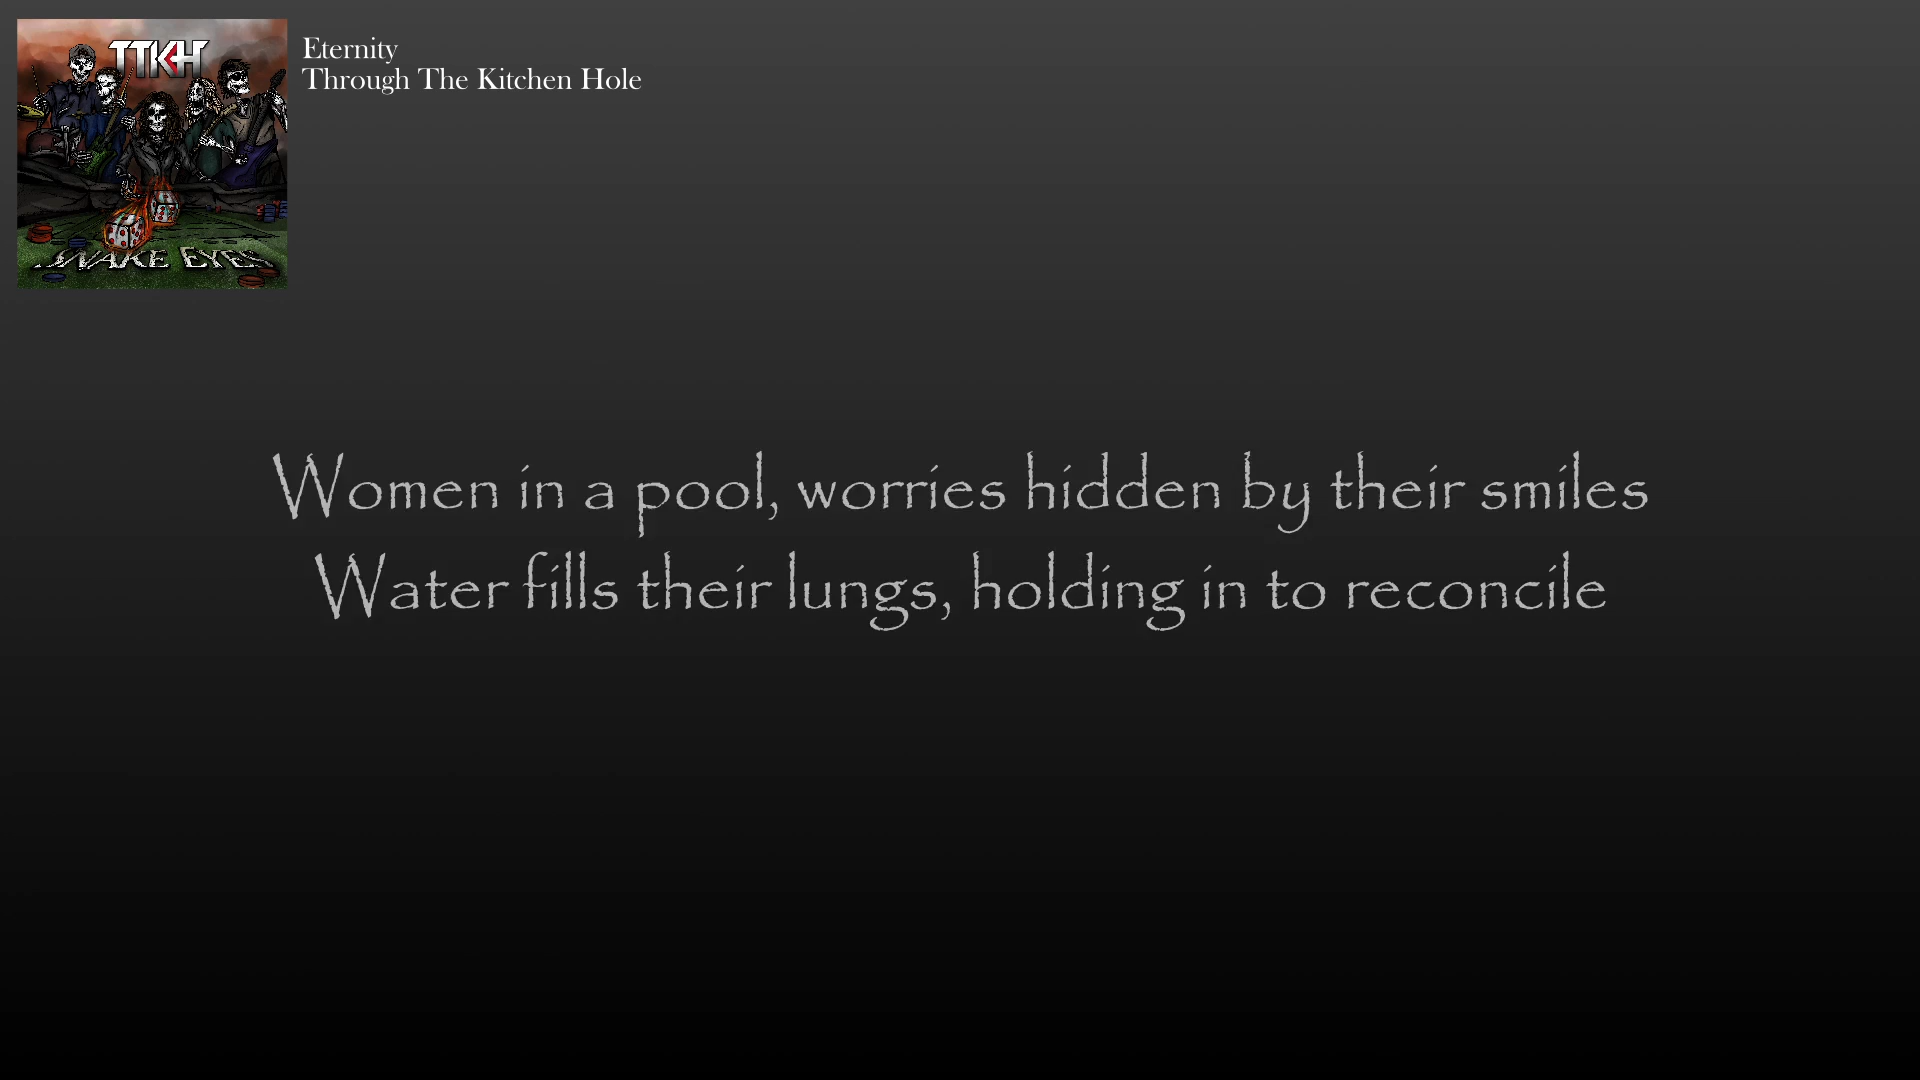 TTKH
Eternity
Through The Kitchen Hole
SNAKE EYES
Women in a pool, worries hidden by their smiles
Water fills their lungs, holding in to reconcile